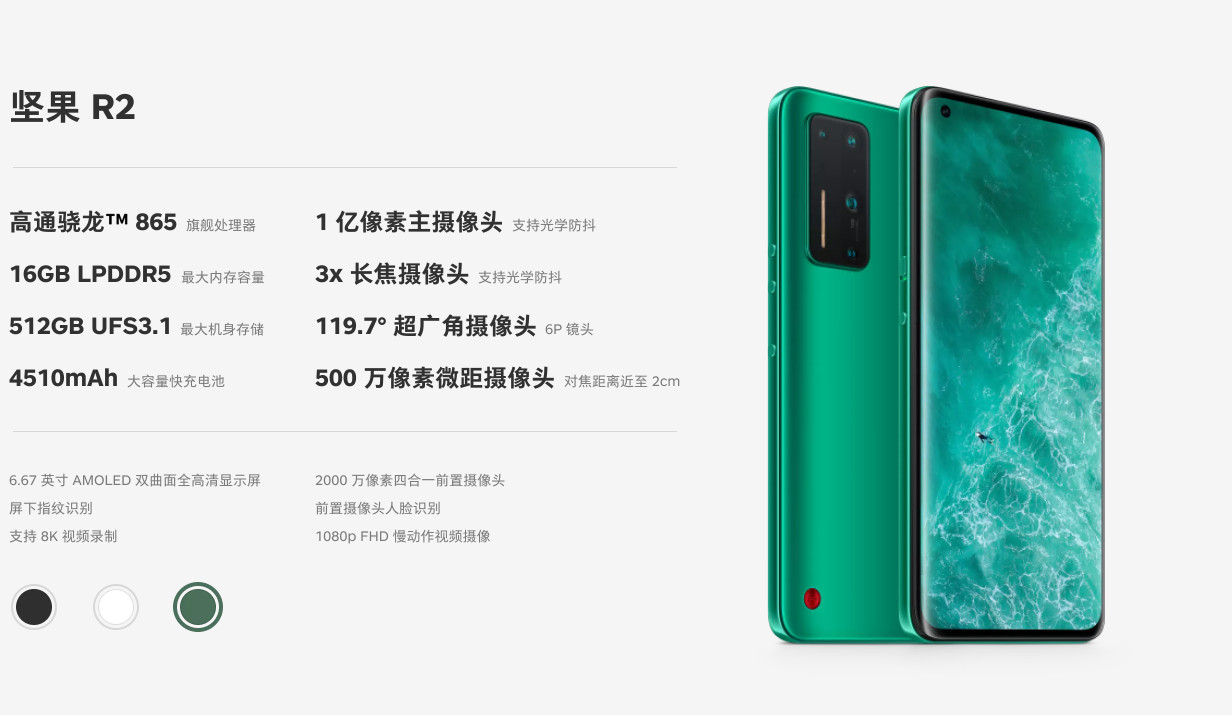 坚果 R2
高通骁龙™ 865 旗舰处理器
16GB LPDDR5 最大内存容量
512GB UFS3.1 最大机身存储
4510mAh 大容量快充电池
1 亿像素主摄像头 支持光学防抖
3x 长焦摄像头 支持光学防抖
119.7° 超广角摄像头 6P 镜头
500 万像素微距摄像头 对焦距离近至 2cm
6.67 英寸 AMOLED 双曲面全高清显示屏
屏下指纹识别
支持 8K 视频录制
2000 万像素四合一前置摄像头
前置摄像头人脸识别
1080p FHD 慢动作视频摄像